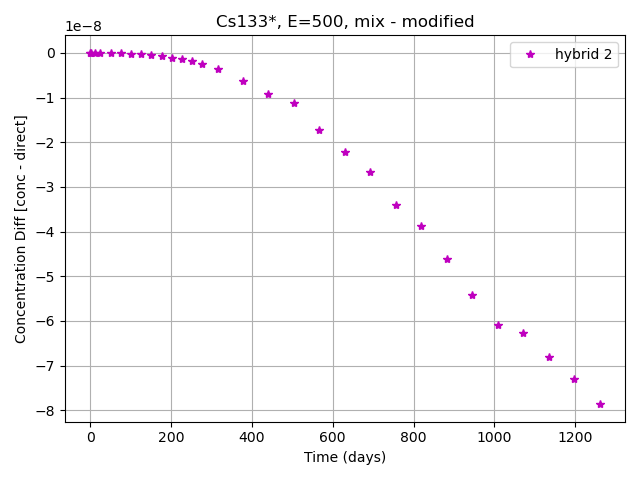 Cs133*, E=500, mix - modified
1e−8
hybrid 2
0
−1
−2
−3
−4
−5
−6
−7
−8
Concentration Diff [conc - direct]
0 200 400 600 800 1000 1200
Time (days)